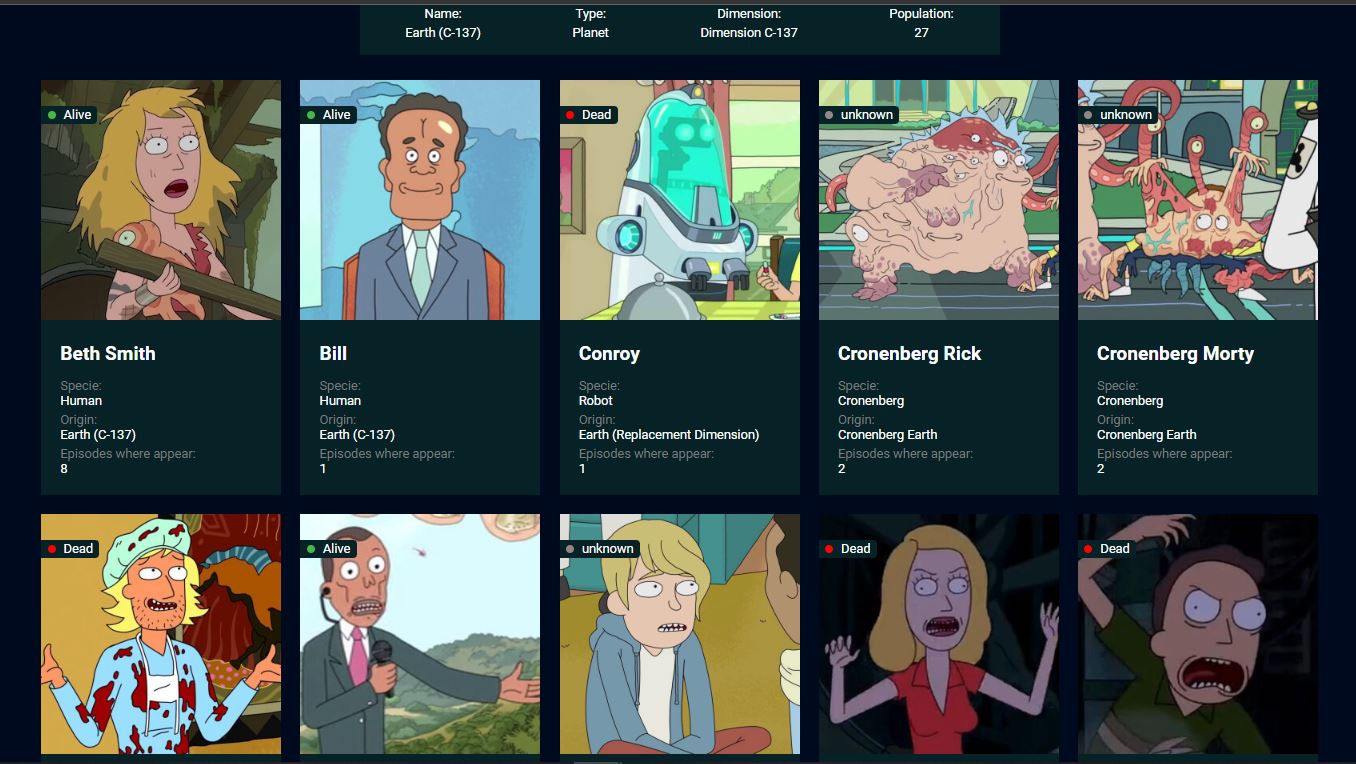 Name:
Earth (C-137)
Type:
Planet
Dimension:
Dimension C-137
Population:
27
Alive
Beth Smith
Specie:
Human
Origin:
Earth (C-137)
Episodes where appear:
8
Alive
Bill
Specie:
Human
Origin:
Earth (C-137)
Episodes where appear:
1
Dead
Conroy
Specie:
Robot
Origin:
Earth (Replacement Dimension)
Episodes where appear:
1
unknown
Cronenberg Rick
Specie:
Cronenberg
Origin:
Cronenberg Earth
Episodes where appear:
2
unknown
Cronenberg Morty
Specie:
Cronenberg
Origin:
Cronenberg Earth
Episodes where appear:
2
Dead
Alive
unknown
Dead
Dead